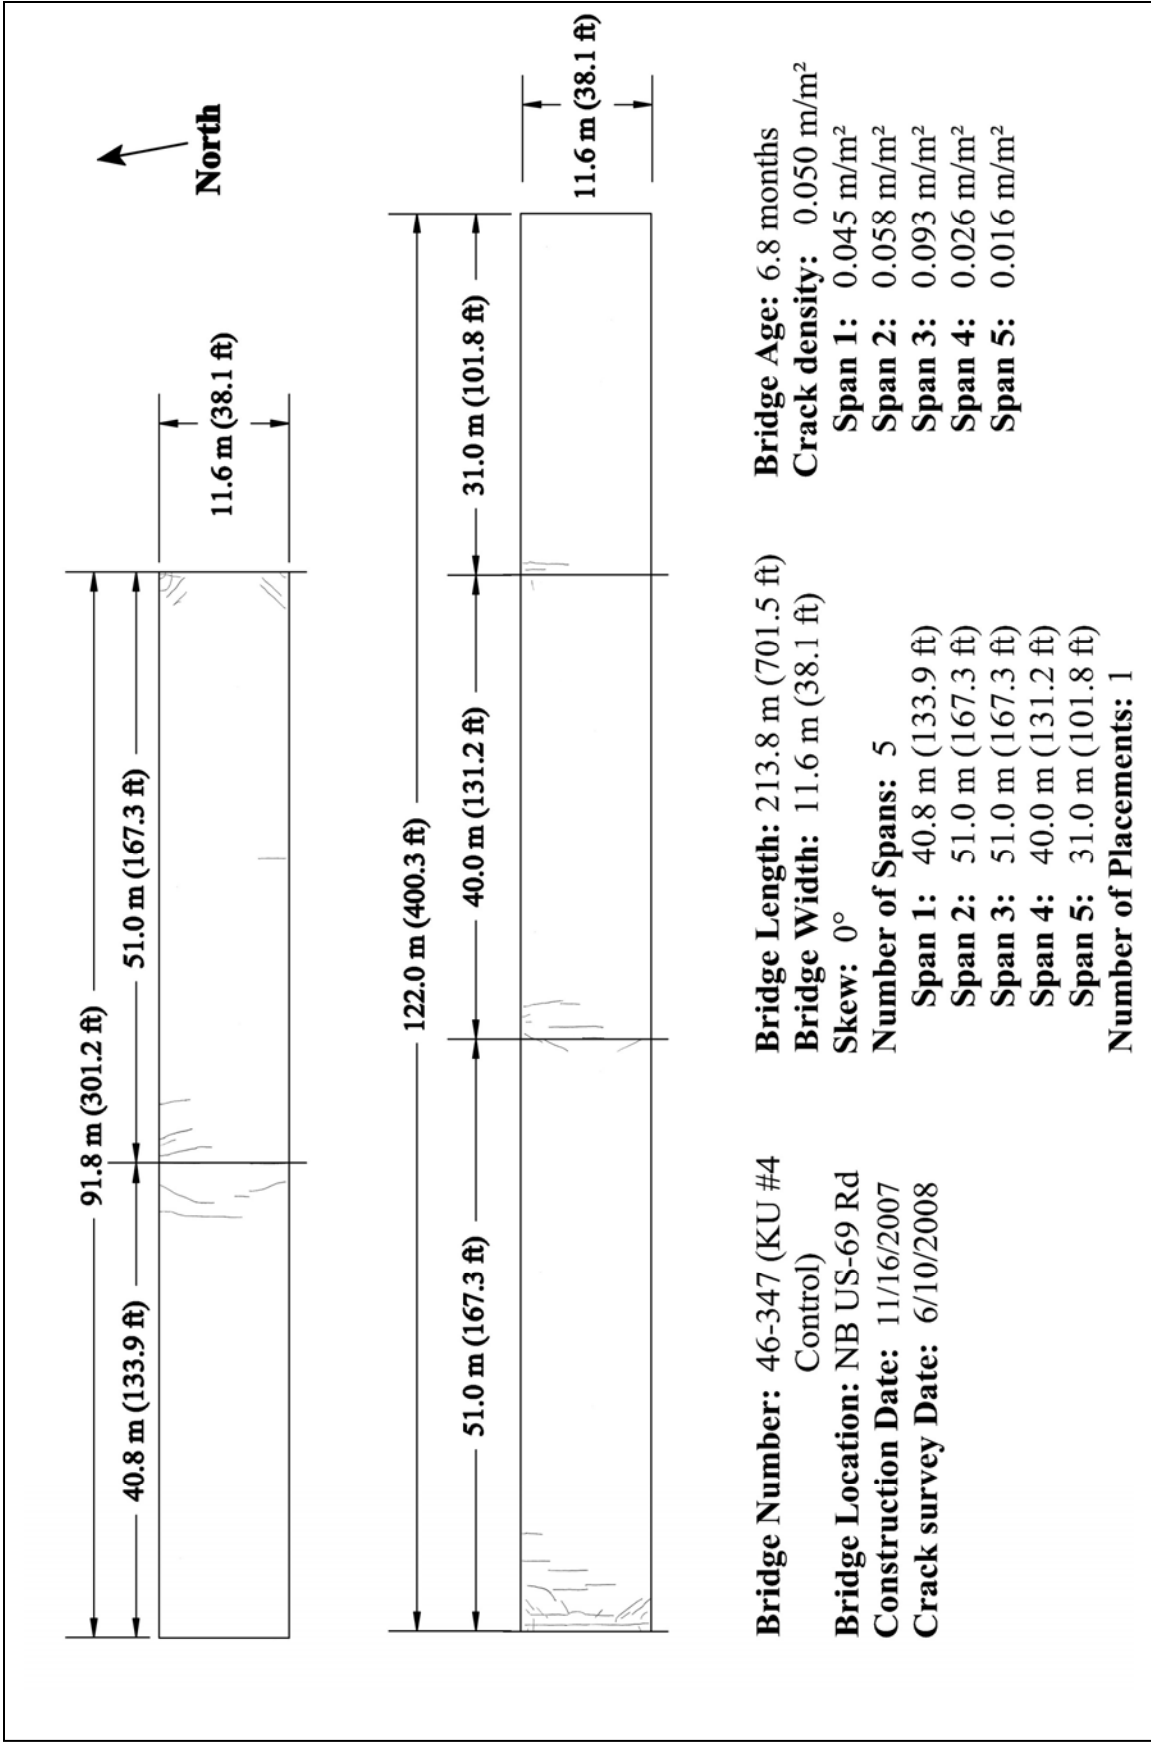 91.8 m (301.2 ft)
40.8 m (133.9 ft)
51.0 m (167.3 ft)
11.6 m (38.1 ft)
North
122.0 m (400.3 ft)
51.0 m (167.3 ft)
40.0 m (131.2 ft)
31.0 m (101.8 ft)
11.6 m (38.1 ft)
Bridge Number: 46-347 (KU #4
Control)
Bridge Location: NB US-69 Rd
Construction Date: 11/16/2007
Crack survey Date: 6/10/2008
Bridge Length: 213.8 m (701.5 ft)
Bridge Width: 11.6 m (38.1 ft)
Skew: 0°
Number of Spans: 5
Span 1: 40.8 m (133.9 ft)
Span 2: 51.0 m (167.3 ft)
Span 3: 51.0 m (167.3 ft)
Span 4: 40.0 m (131.2 ft)
Span 5: 31.0 m (101.8 ft)
Number of Placements: 1
Bridge Age: 6.8 months
Crack density: 0.050 m/m²
Span 1: 0.045 m/m²
Span 2: 0.058 m/m²
Span 3: 0.093 m/m²
Span 4: 0.026 m/m²
Span 5: 0.016 m/m²